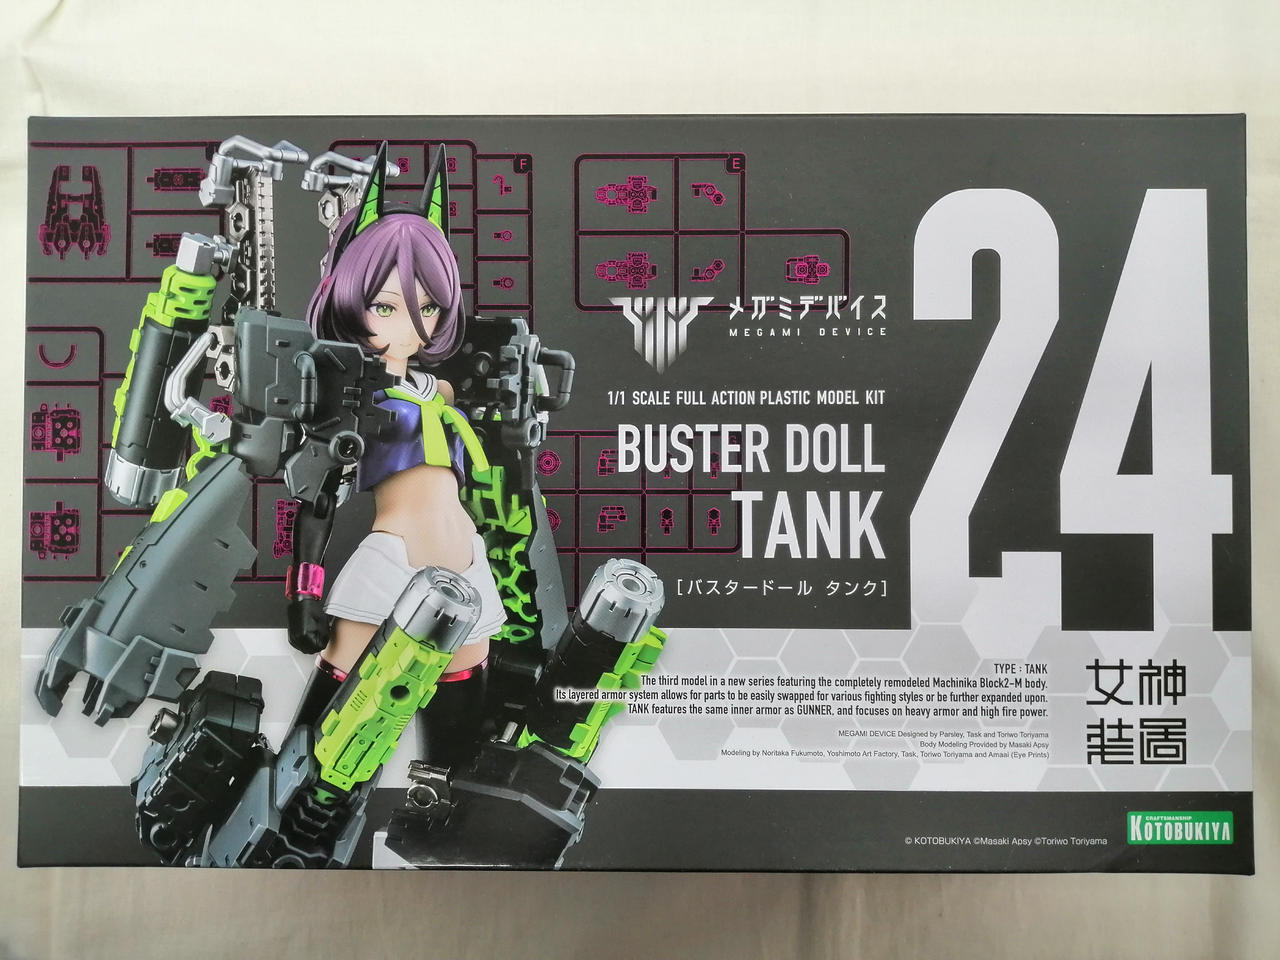 F
E
24
メガミデバイス
MEGAMI DEVICE
1/1 SCALE FULL ACTION PLASTIC MODEL KIT
BUSTER DOLL
TANK
[バスタードール タンク]
TYPE : TANK
The third model in a new series featuring the completely remodeled Machinika Block2-M body.
Its layered armor system allows for parts to be easily swapped for various fighting styles or be further expanded upon.
TANK features the same inner armor as GUNNER, and focuses on heavy armor and high fire power.
MEGAMI DEVICE Designed by Parsley, Task and Toriwo Toriyama
Body Modeling Provided by Masaki Apsy
Modeling by Noritaka Fukumoto, Yoshimoto Art Factory, Task, Toriwo Toriyama and Amaai (Eye Prints)
女神
装置
CRAFTSMANSHIP
KOTOBUKIYA
© KOTOBUKIYA ©Masaki Apsy ©Toriwo Toriyama